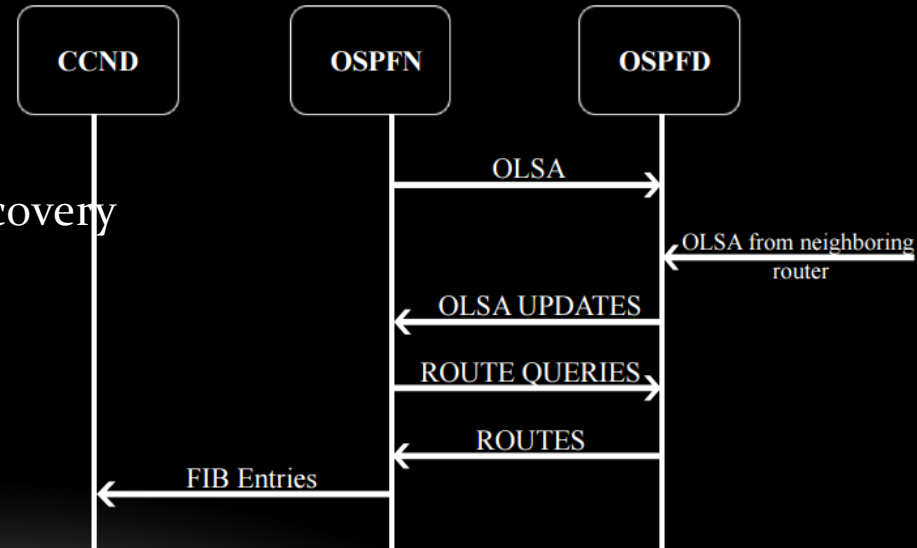 CCND
OSPFN
OSPFD
OLSA
covery
OLSA from neighboring
router
OLSA UPDATES
ROUTE QUERIES
ROUTES
FIB Entries